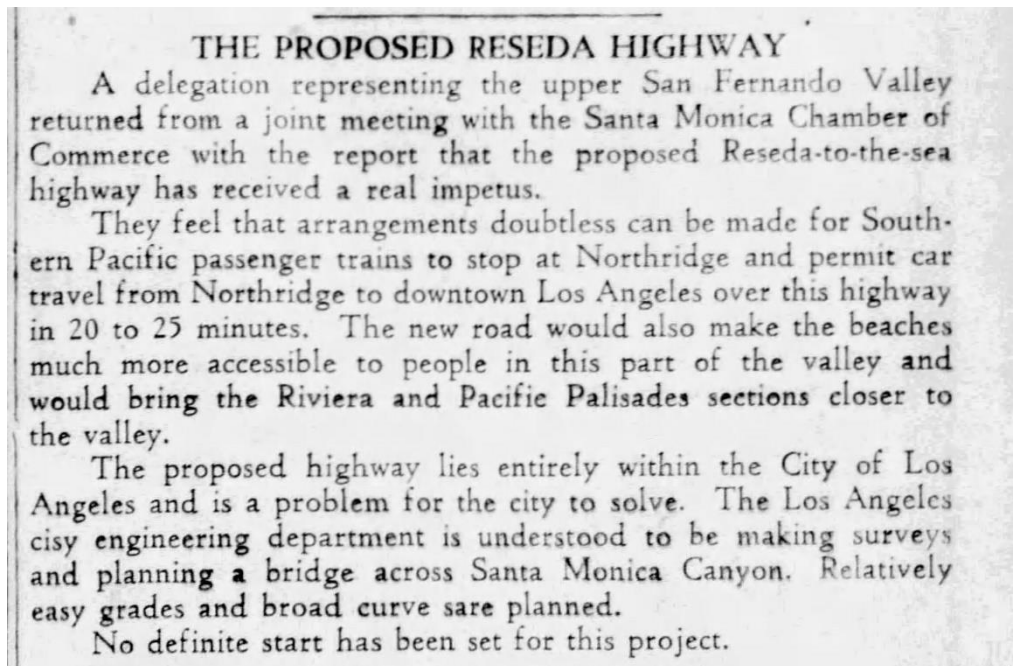 THE PROPOSED RESEDA HIGHWAY
A delegation representing the upper San Fernando Valley
returned from a joint meeting with the Santa Monica Chamber of
Commerce with the report that the proposed Reseda-to-the-sea
highway has received a real impetus.
They feel that arrangements doubtless can be made for South-
ern Pacific passenger trains to stop at Northridge and permit car
travel from Northridge to downtown Los Angeles over this highway
in 20 to 25 minutes. The new road would also make the beaches
much more accessible to people in this part of the valley and
would bring the Riviera and Pacific Palisades sections closer to
the valley.
The proposed highway lies entirely within the City of Los
Angeles and is a problem for the city to solve. The Los Angeles
cisy engineering department is understood to be making surveys
and planning a bridge across Santa Monica Canyon. Relatively
easy grades and broad curve sare planned.
No definite start has been set for this project.